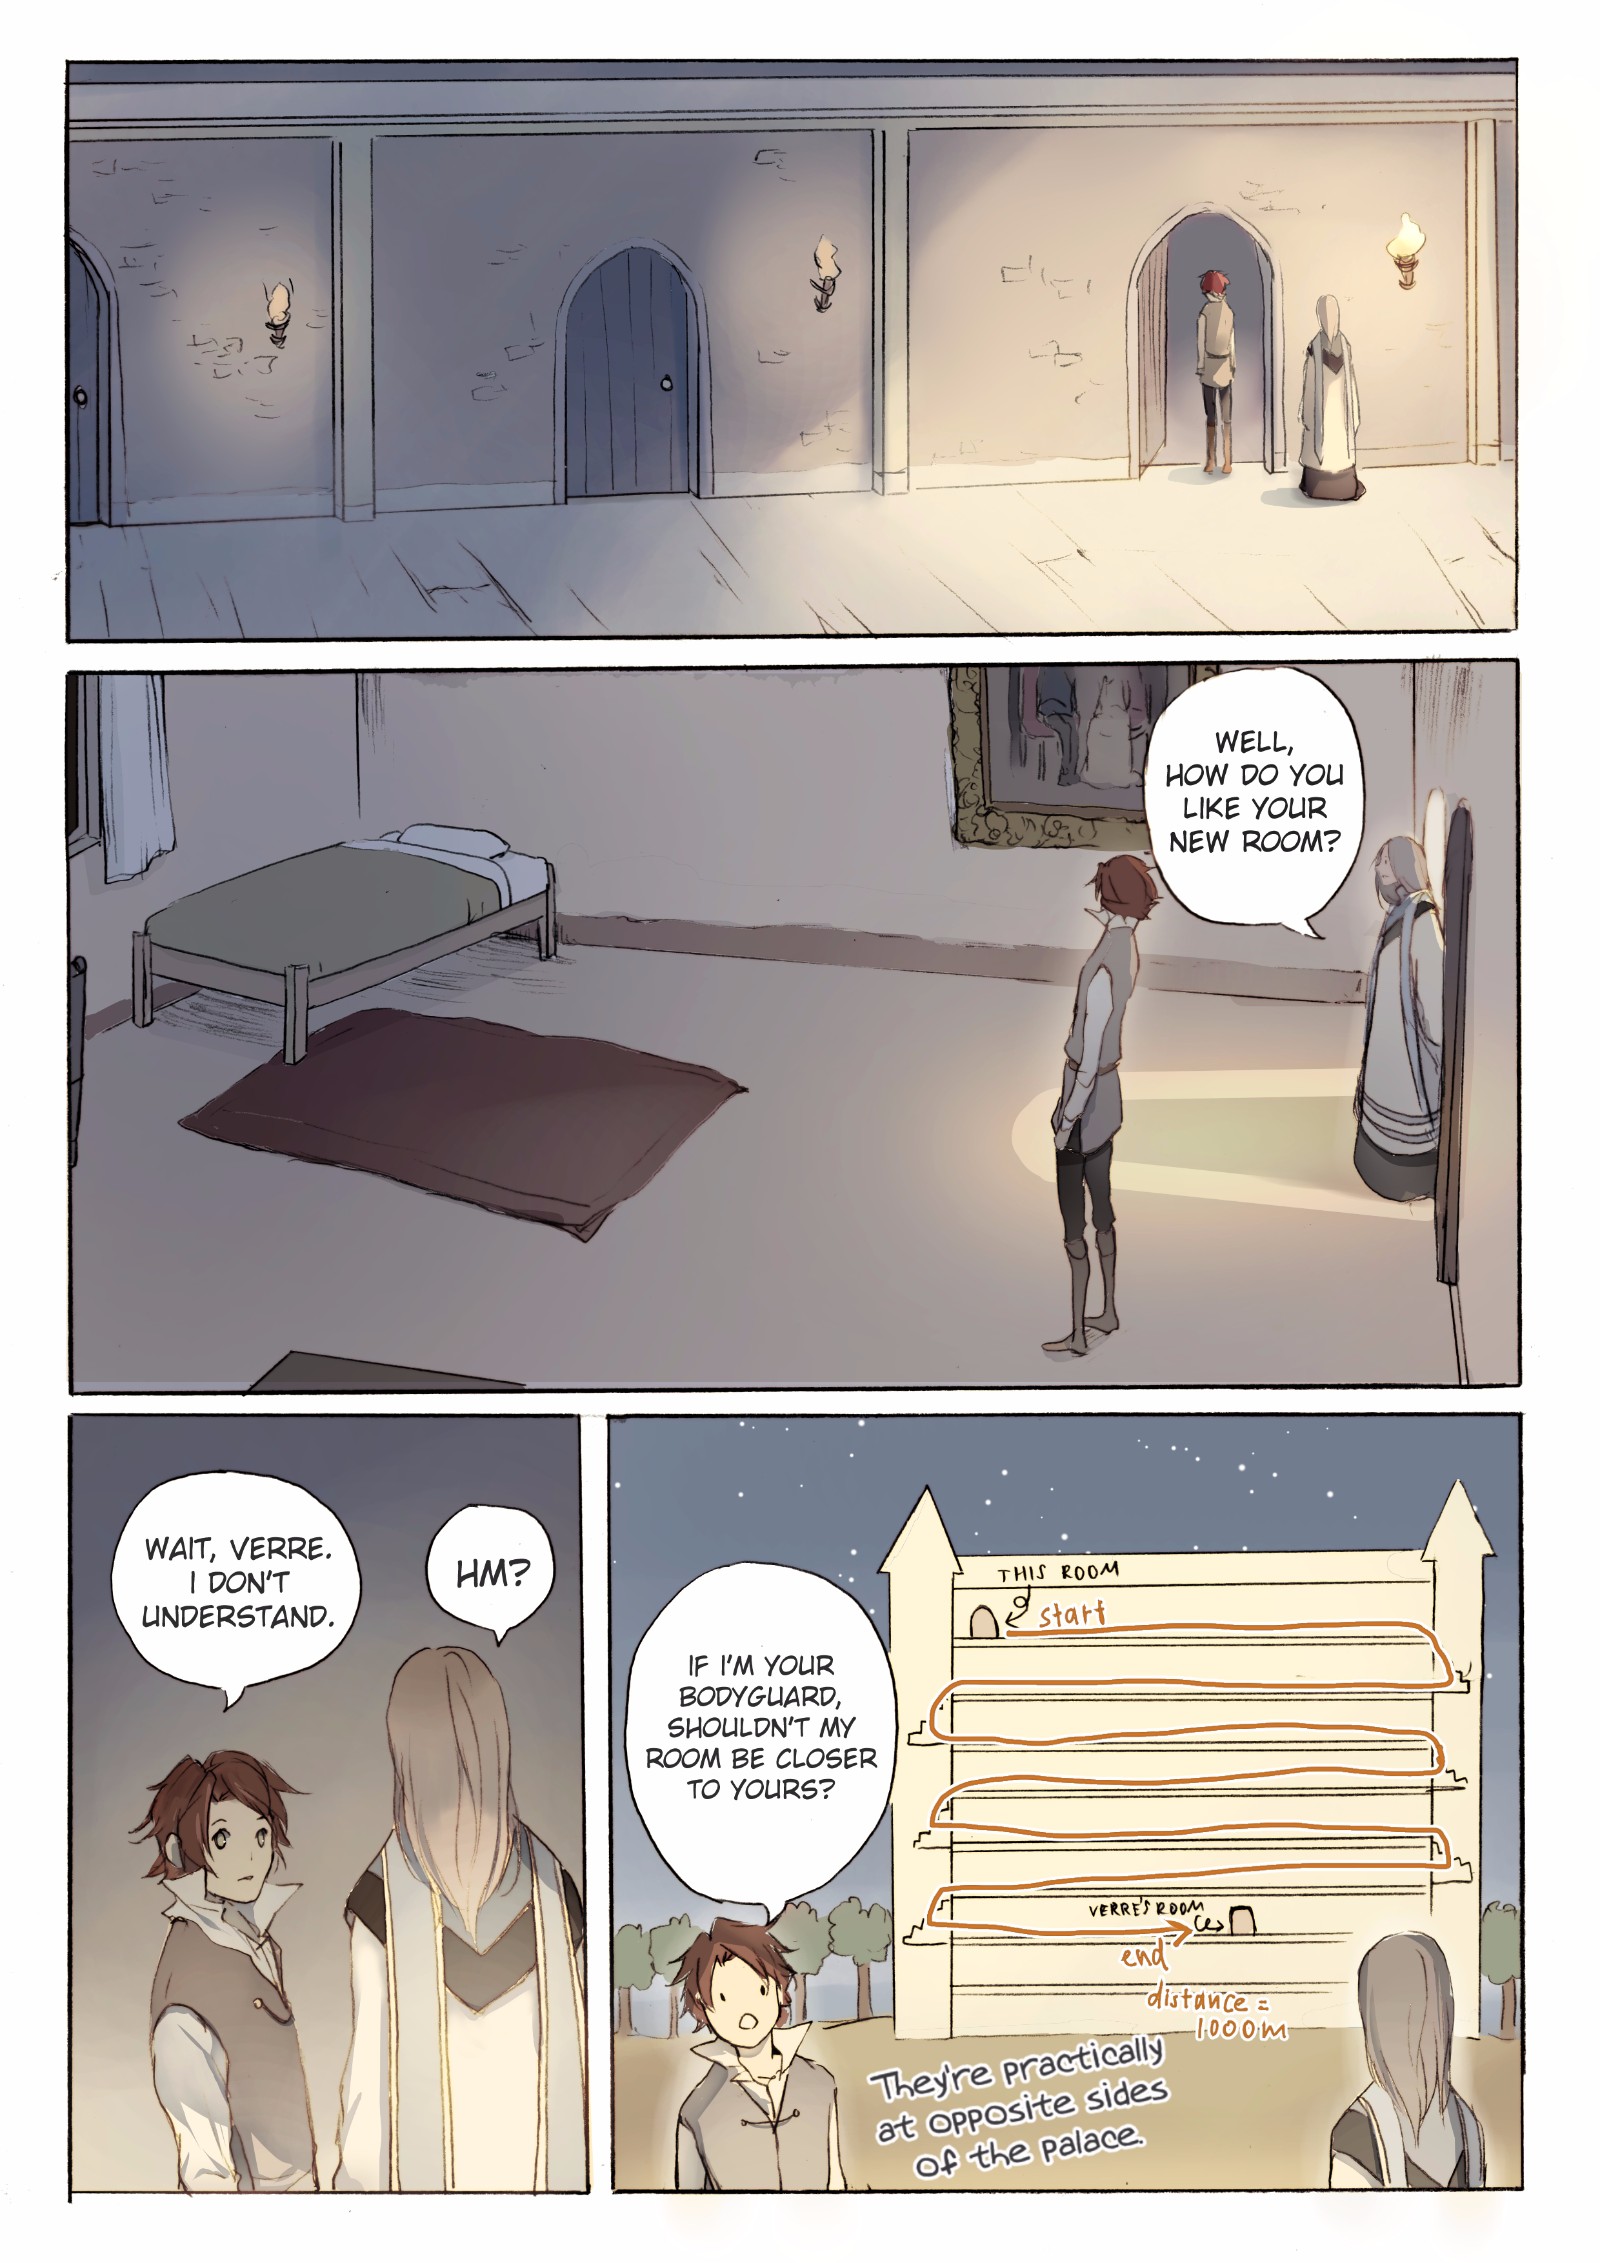 WELL,
HOW DO YOU
LIKE YOUR
NEW ROOM?
WAIT, VERRE.
I DON'T
UNDERSTAND.
HM?
IF I'M YOUR
BODYGUARD,
SHOULDN'T MY
ROOM BE CLOSER
TO YOURS?
THIS ROOM
start
VERRE'S ROOM
end
distance =
1000m
They're practically
at opposite sides
of the palace.